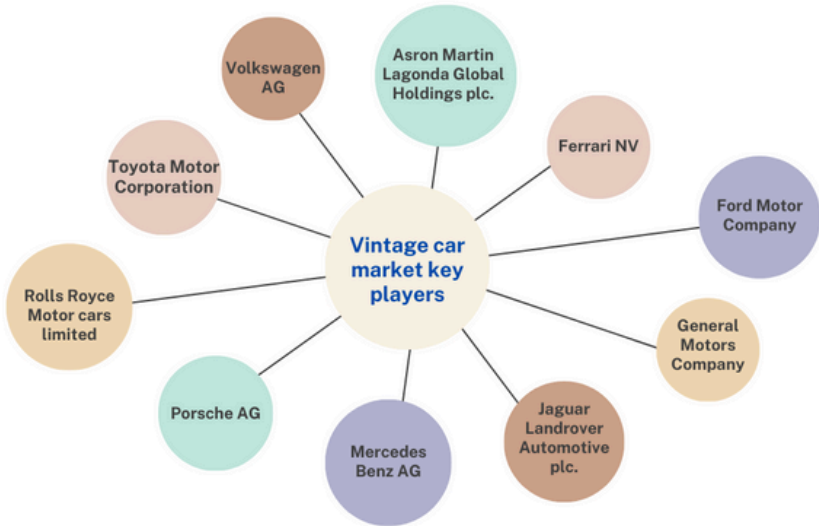 Volkswagen
AG
Asron Martin
Lagonda Global
Holdings plc.
Ferrari NV
Toyota Motor
Corporation
Ford Motor
Company
Vintage car
market key
players
Rolls Royce
Motor cars
limited
General
Motors
Company
Porsche AG
Mercedes
Benz AG
Jaguar
Landrover
Automotive
plc.